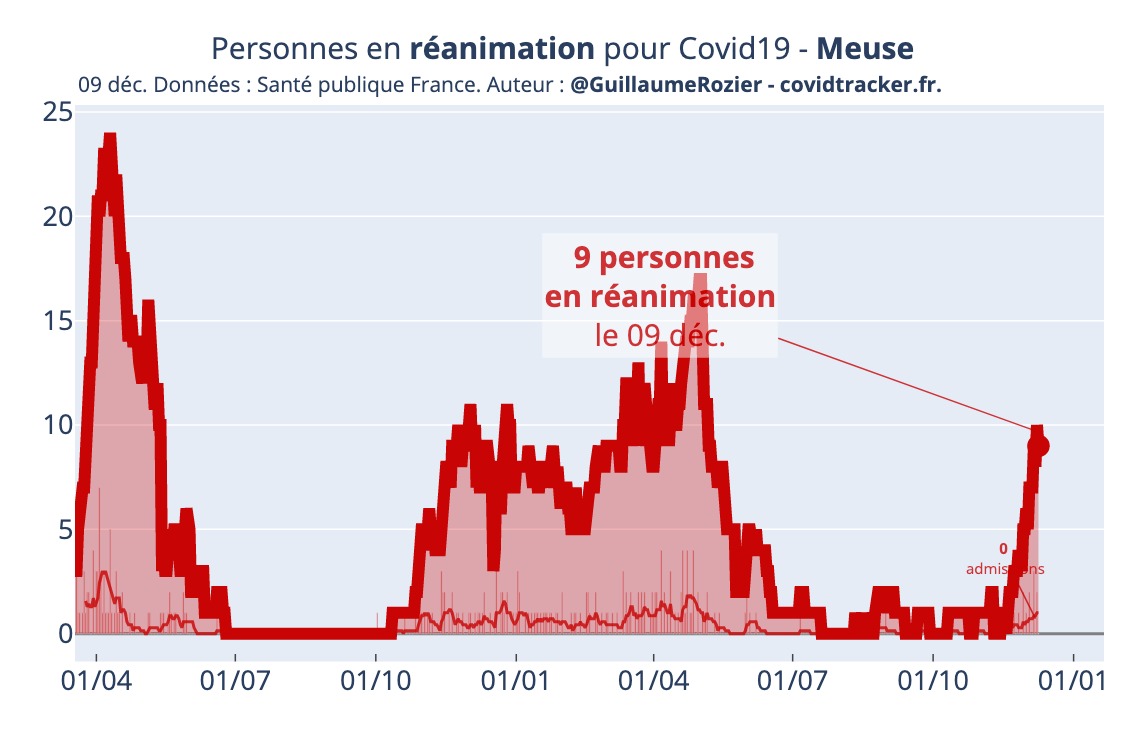 Personnes en réanimation pour Covid19 - Meuse
09 déc. Données : Santé publique France. Auteur : @GuillaumeRozier - covidtracker.fr.
25
20
15
10
5
0
9 personnes
en réanimation
le 09 déc.
0
admissions
01/04
01/07
01/10
01/01
01/04
01/07
01/10
01/01